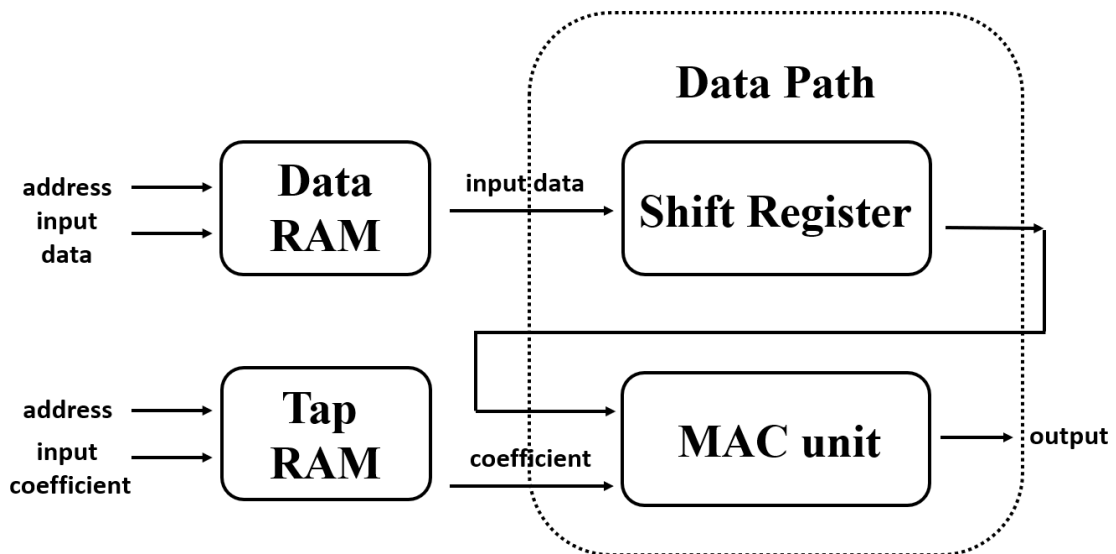 Data Path
address
input
data
Data
RAM
input data
Shift Register
address
input
coefficient
Tap
RAM
coefficient
MAC unit
output